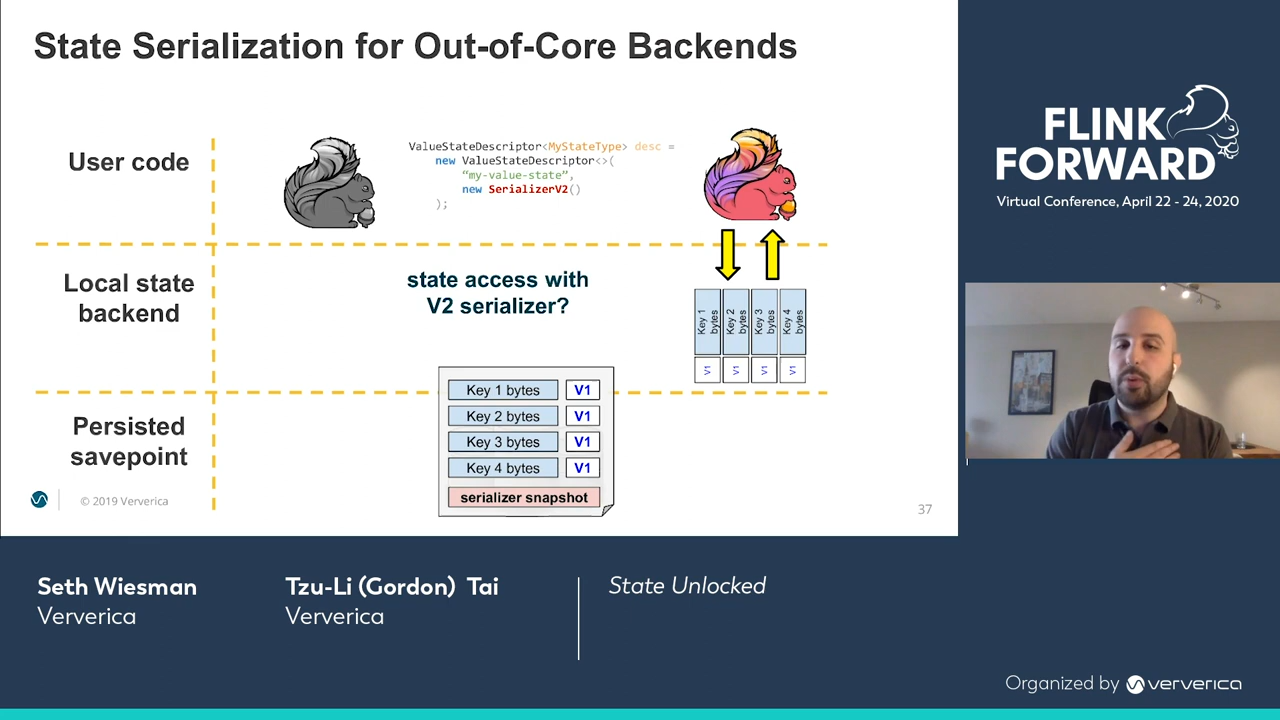 State Serialization for Out-of-Core Backends
User code
ValueStateDescriptor<MyStateType> desc =
new ValueStateDescriptor<>(
“my-value-state”,
new SerializerV2()
);
Local state
backend
state access with
V2 serializer?
Key 1
bytes
Key 2
bytes
Key 3
bytes
Key 4
bytes
V1
V1
V1
V1
Persisted
savepoint
Key 1 bytes V1
Key 2 bytes V1
Key 3 bytes V1
Key 4 bytes V1
serializer snapshot
© 2019 Ververica
37
FLINK
FORWARD
Virtual Conference, April 22 - 24, 2020
Seth Wiesman
Ververica
Tzu-Li (Gordon) Tai
Ververica
State Unlocked
Organized by ververica